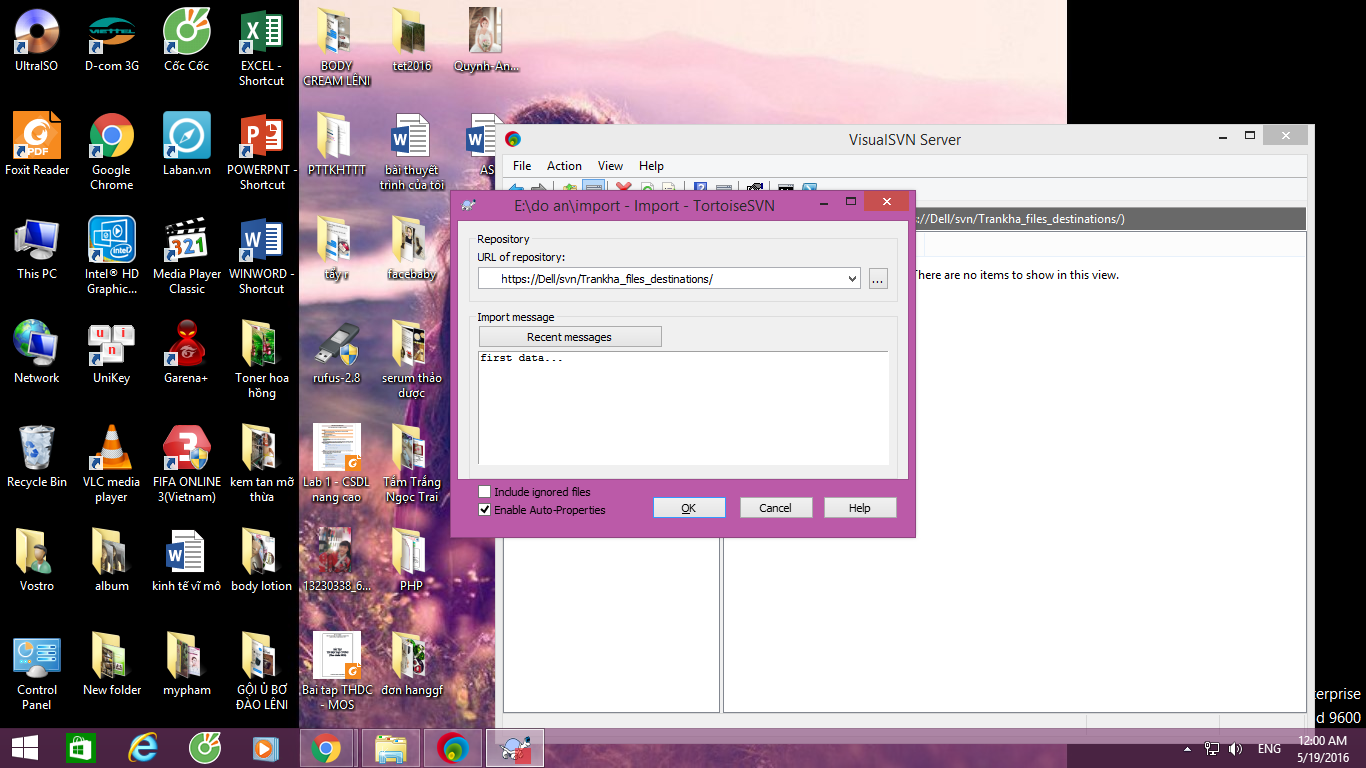 UltraISO
D-com 3G
Cốc Cốc
EXCEL -
Shortcut
BODY
CREAM LÊNI
tet2016
Quynh-An...
Foxit Reader
Google
Chrome
Laban.vn
POWERPNT -
Shortcut
PTTKHTTT
bài thuyết
trình của tôi
AS
This PC
Intel® HD
Graphic...
Media Player
Classic
WINWORD -
Shortcut
tẩy r
facebaby
Network
UniKey
Garena+
Toner hoa
hồng
rufus-2.8
serum thảo
dược
Recycle Bin
VLC media
player
FIFA ONLINE
3(Vietnam)
kem tan mỡ
thừa
Lab 1 - CSDL
nang cao
Tắm Trắng
Ngọc Trai
Vostro
album
kinh tế vĩ mô
body lotion
13230338_6...
PHP
Control
Panel
New folder
mypham
GỘI Ủ BƠ
ĐÀO LÊNI
Bai tap THDC
- MOS
đơn hanggf
VisualSVN Server
File Action View Help
://Dell/svn/Trankha_files_destinations/)
There are no items to show in this view.
E:\do an\import - Import - TortoiseSVN
Repository
URL of repository:
https://Dell/svn/Trankha_files_destinations/
...
Import message
Recent messages
first data...
Include ignored files
Enable Auto-Properties
OK
Cancel
Help
terprise
d 9600
ENG
12:00 AM
5/19/2016